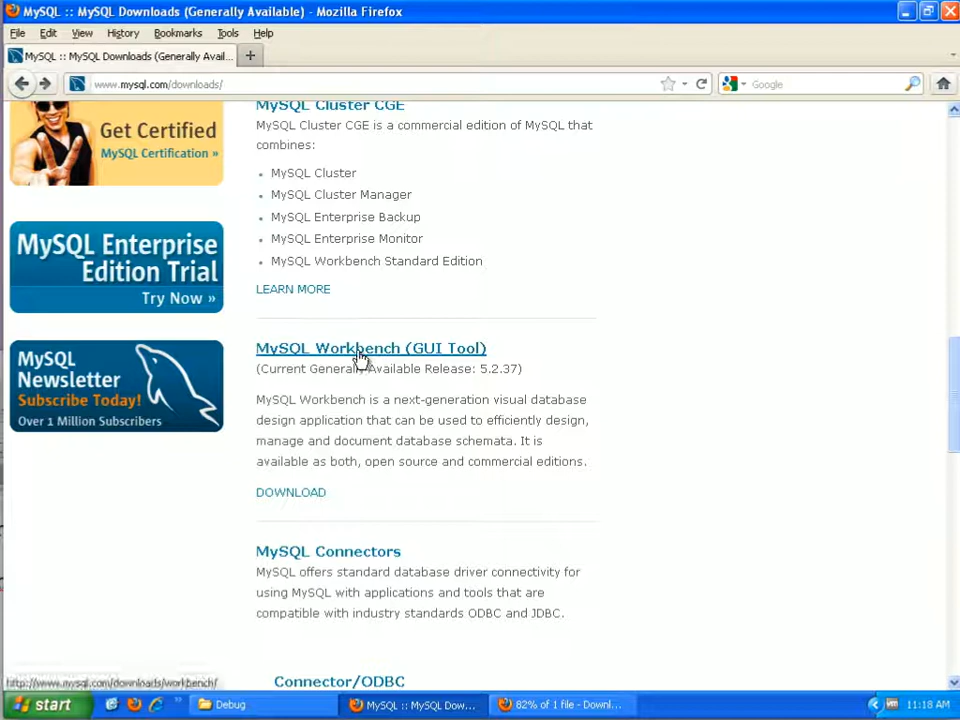 MySQL :: MySQL Downloads (Generally Available) - Mozilla Firefox
File Edit View History Bookmarks Tools Help
MySQL :: MySQL Downloads (Generally Avail...
www.mysql.com/downloads/
Google
Get Certified
MySQL Certification »
MySQL Enterprise
Edition Trial
Try Now »
MySQL
Newsletter
Subscribe Today!
Over 1 Million Subscribers
MySQL Cluster CGE
MySQL Cluster CGE is a commercial edition of MySQL that
combines:
MySQL Cluster
MySQL Cluster Manager
MySQL Enterprise Backup
MySQL Enterprise Monitor
MySQL Workbench Standard Edition
LEARN MORE
MySQL Workbench (GUI Tool)
(Current Generally Available Release: 5.2.37)
MySQL Workbench is a next-generation visual database
design application that can be used to efficiently design,
manage and document database schemata. It is
available as both, open source and commercial editions.
DOWNLOAD
MySQL Connectors
MySQL offers standard database driver connectivity for
using MySQL with applications and tools that are
compatible with industry standards ODBC and JDBC.
Connector/ODBC
http://www.mysql.com/downloads/workbench/
start
Debug
MySQL :: MySQL Dow...
82% of 1 file - Downl...
11:18 AM